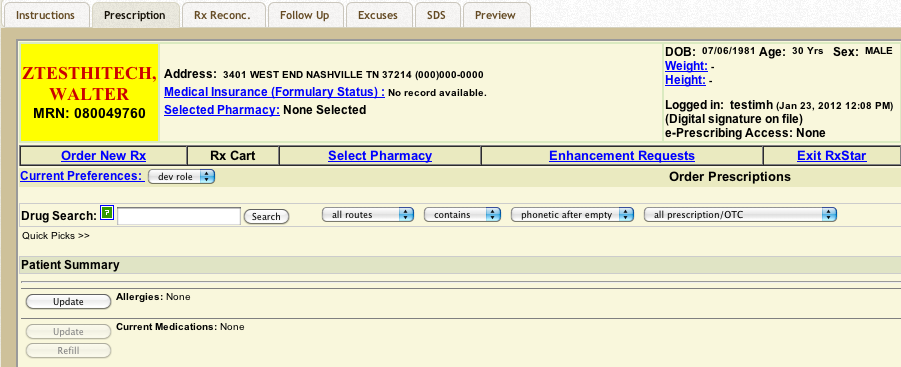 Instructions Prescription Rx Reconc. Follow Up Excuses SDS Preview
ZTESTHITECH,
WALTER
MRN: 080049760
Address: 3401 WEST END NASHVILLE TN 37214 (000)000-0000
Medical Insurance (Formulary Status) : No record available.
Selected Pharmacy: None Selected
DOB: 07/06/1981 Age: 30 Yrs Sex: MALE
Weight: -
Height: -
Logged in: testimh (Jan 23, 2012 12:08 PM)
(Digital signature on file)
e-Prescribing Access: None
Order New Rx Rx Cart Select Pharmacy Enhancement Requests Exit RxStar
Current Preferences: dev role Order Prescriptions
Drug Search: ? Search all routes contains phonetic after empty all prescription/OTC
Quick Picks >>
Patient Summary
Update Allergies: None
Update Current Medications: None
Refill